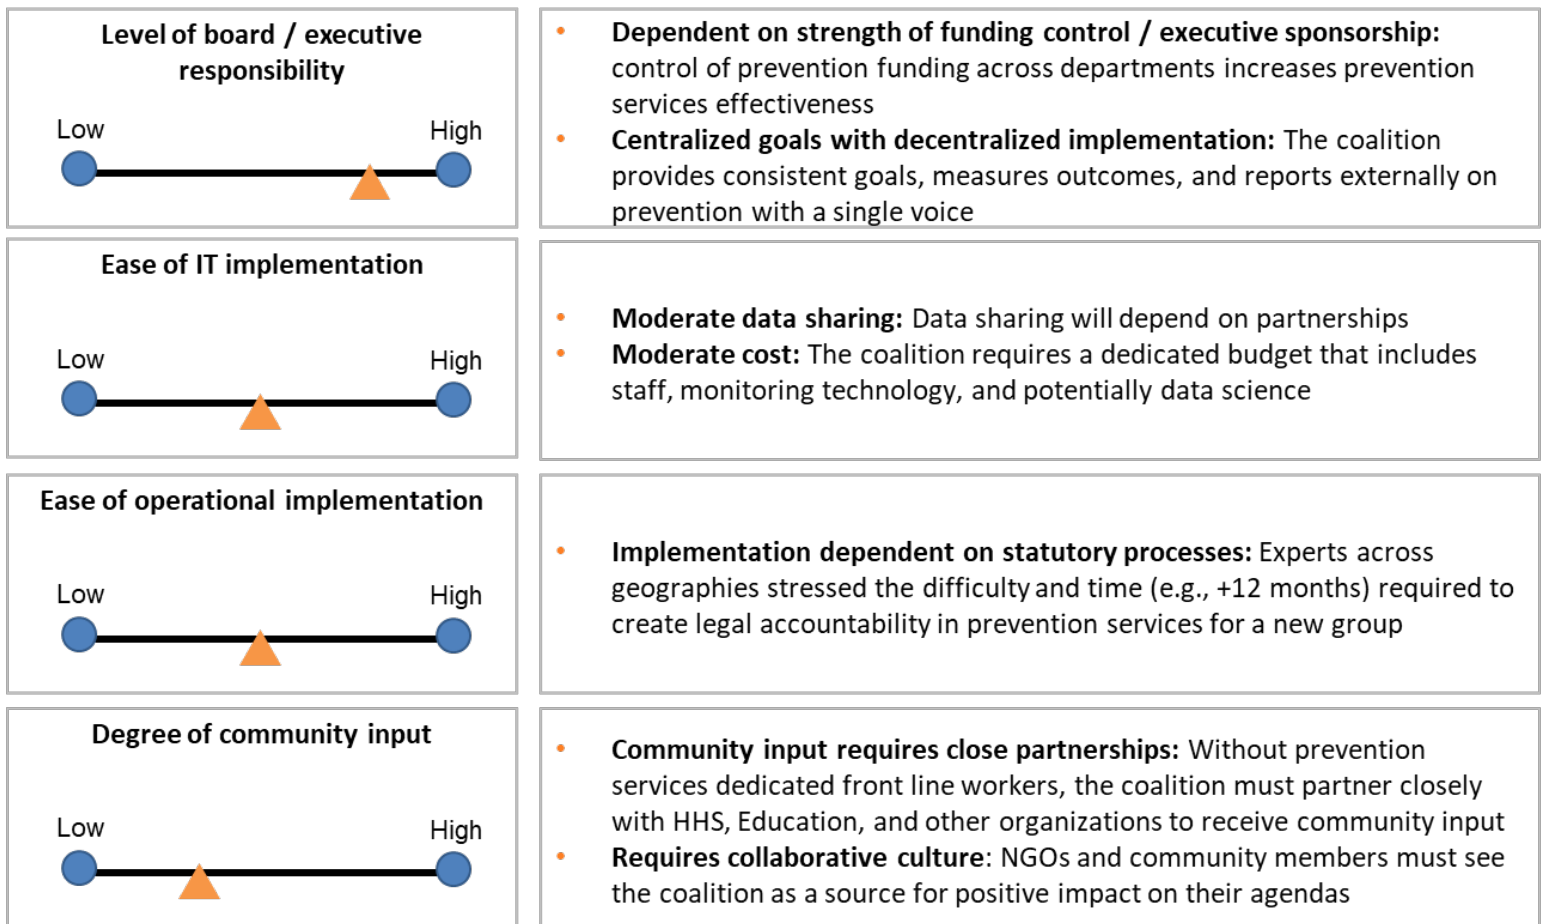 Level of board / executive
responsibility
Low
High
• Dependent on strength of funding control / executive sponsorship:
control of prevention funding across departments increases prevention
services effectiveness
• Centralized goals with decentralized implementation: The coalition
provides consistent goals, measures outcomes, and reports externally on
prevention with a single voice
Ease of IT implementation
Low
High
• Moderate data sharing: Data sharing will depend on partnerships
• Moderate cost: The coalition requires a dedicated budget that includes
staff, monitoring technology, and potentially data science
Ease of operational implementation
Low
High
• Implementation dependent on statutory processes: Experts across
geographies stressed the difficulty and time (e.g., +12 months) required to
create legal accountability in prevention services for a new group
Degree of community input
Low
High
• Community input requires close partnerships: Without prevention
services dedicated front line workers, the coalition must partner closely
with HHS, Education, and other organizations to receive community input
• Requires collaborative culture: NGOs and community members must see
the coalition as a source for positive impact on their agendas